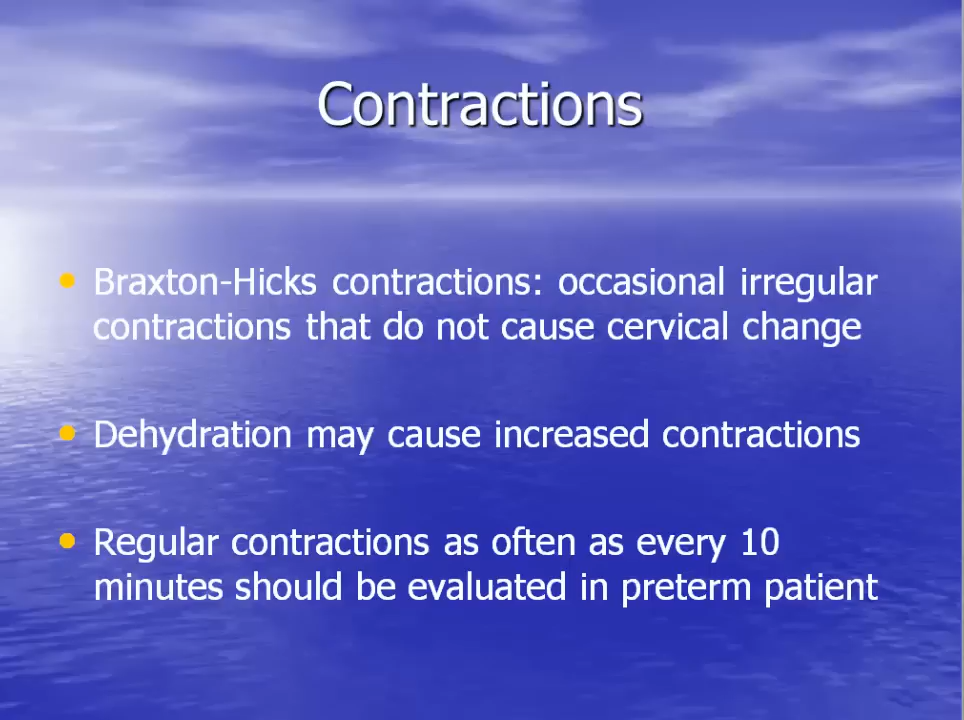 Contractions
• Braxton-Hicks contractions: occasional irregular
contractions that do not cause cervical change
• Dehydration may cause increased contractions
• Regular contractions as often as every 10
minutes should be evaluated in preterm patient